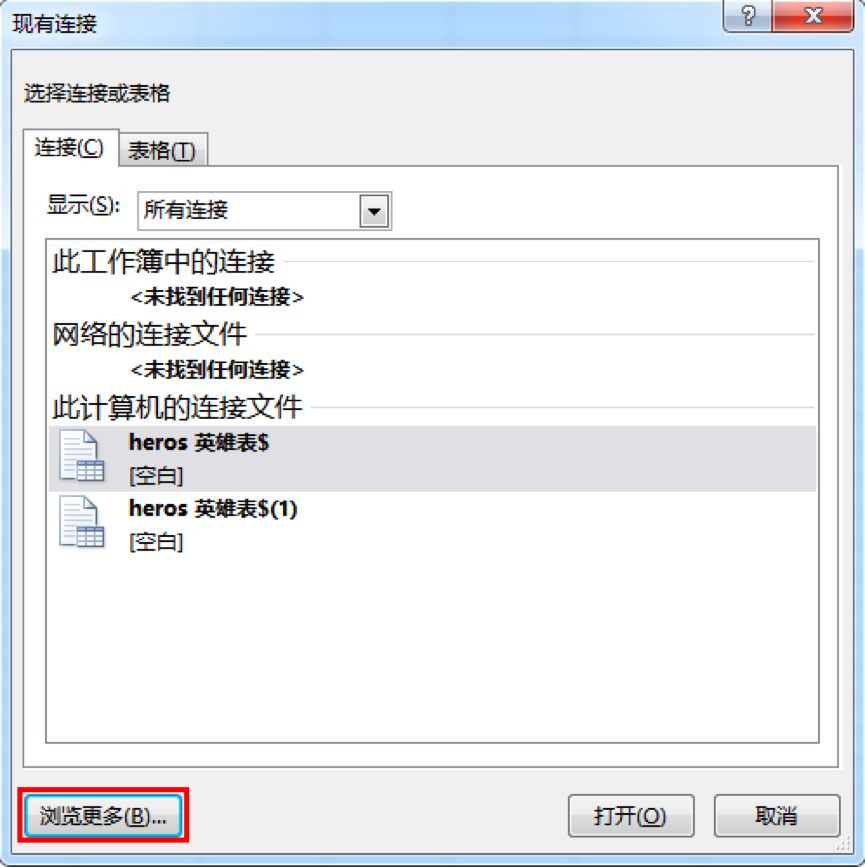 现有连接
?
选择连接或表格
连接(C)
表格(T)
显示(S):
所有连接
此工作簿中的连接
<未找到任何连接>
网络的连接文件
<未找到任何连接>
此计算机的连接文件
heros 英雄表$
[空白]
heros 英雄表$(1)
[空白]
浏览更多(B)...
打开(O)
取消